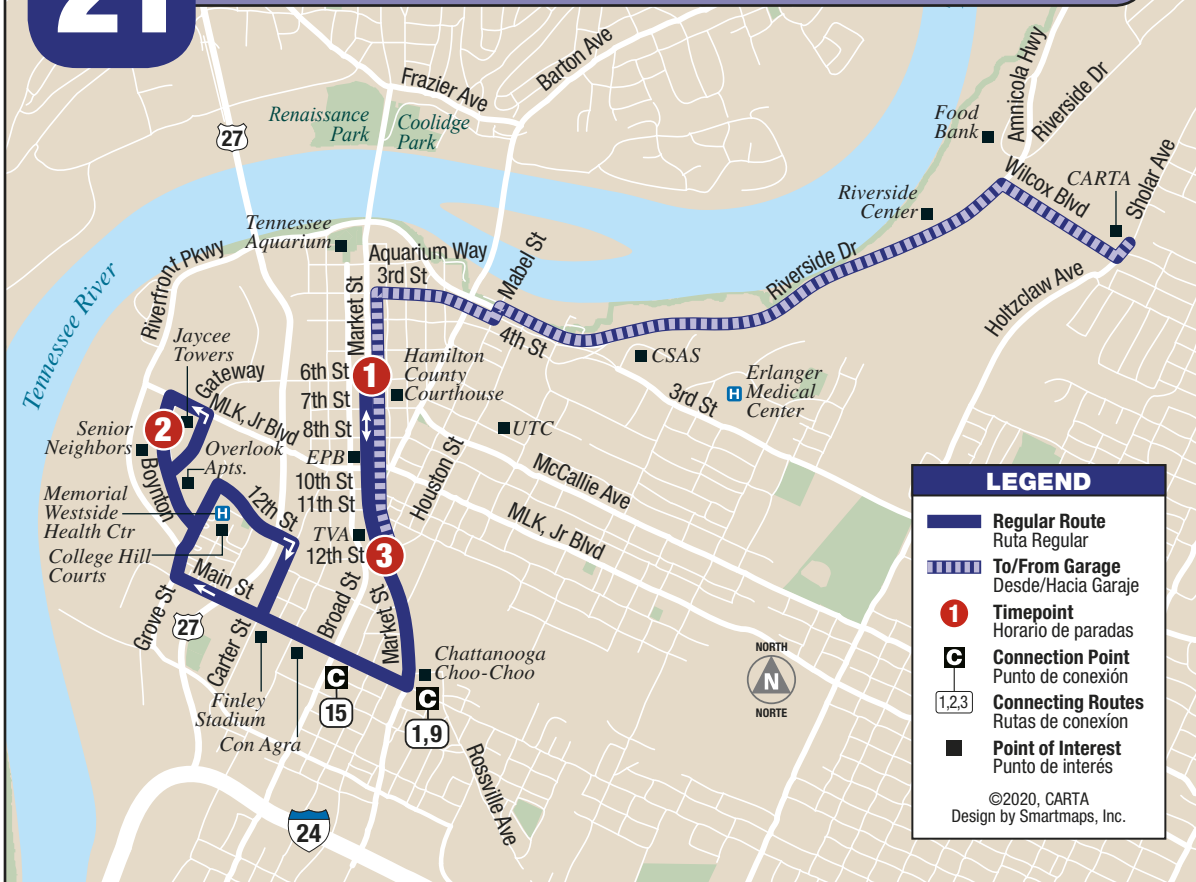 21
Frazier Ave
Barton Ave
Amnicola Hwy
Riverside Dr
Renaissance
Park
Coolidge
Park
27
Food
Bank
Wilcox Blvd
CARTA
Sholar Ave
Riverside
Center
Tennessee
Aquarium
Riverfront Pkwy
Aquarium Way
3rd St
Mabel St
Riverside Dr
Holtzclaw Ave
Tennessee River
Market St
4th St
Jaycee
Towers
Gateway
6th St
1
7th St
Hamilton
County
Courthouse
CSAS
Erlanger
Medical
Center
H
3rd St
MLK, Jr Blvd
8th St
UTC
Senior
Neighbors
2
Overlook
Apts.
EPB
10th St
11th St
Houston St
McCallie Ave
Boynton
Memorial
Westside
Health Ctr
H
12th St
College Hill
Courts
TVA
12th St
3
MLK, Jr Blvd
Main St
Grove St
27
Carter St
Broad St
Market St
Chattanooga
Choo-Choo
Finley
Stadium
Con Agra
C
15
C
1,9
Rossville Ave
24
NORTH
N
NORTE
LEGEND
Regular Route
Ruta Regular
To/From Garage
Desde/Hacia Garaje
1
Timepoint
Horario de paradas
C
Connection Point
Punto de conexión
1,2,3
Connecting Routes
Rutas de conexíon
Point of Interest
Punto de interés
©2020, CARTA
Design by Smartmaps, Inc.